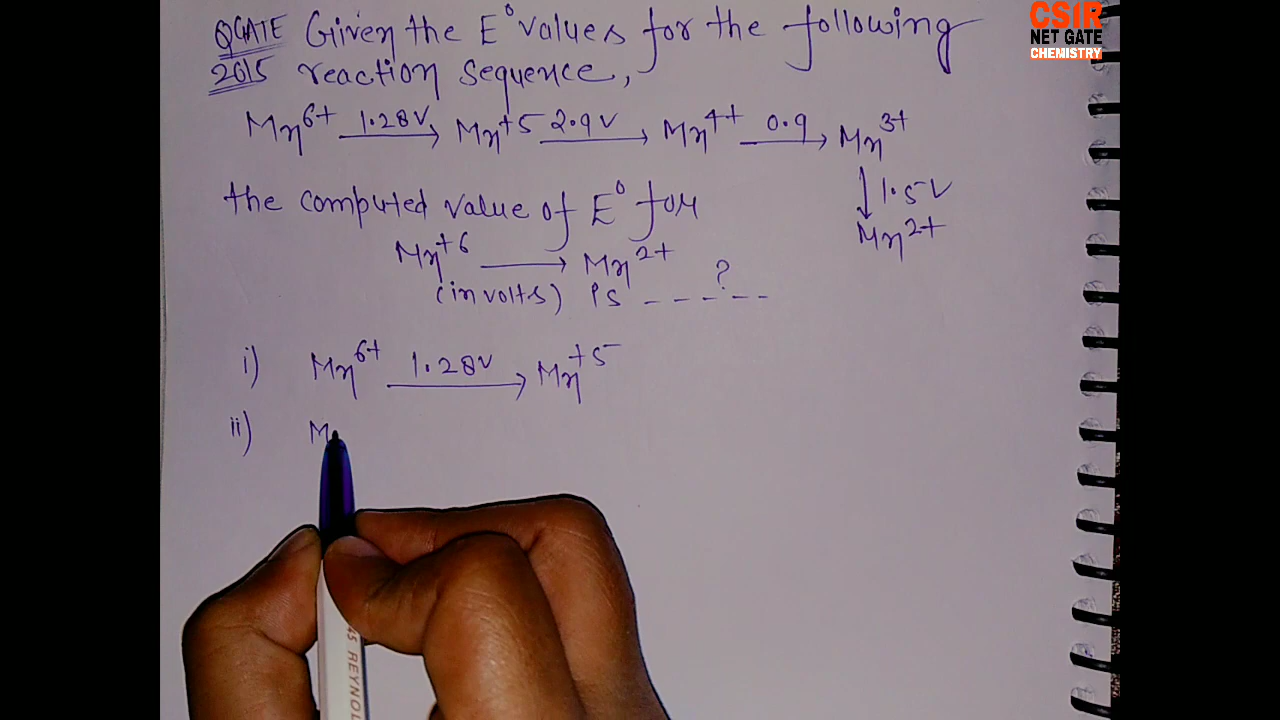 QGATE Given the E° values for the following
2015 reaction sequence,
Mn⁶⁺ 1.28V → Mn⁺⁵ 2.9V → Mn⁴⁺ 0.9 → Mn³⁺
↓ 1.5V
the computed value of E° for
Mn²⁺
Mn⁺⁶ → Mn²⁺
(in volts) is ----- ?
i) Mn⁶⁺ 1.28V → Mn⁺⁵
ii) M
CSIR
NET GATE
CHEMISTRY
45 REYNOL